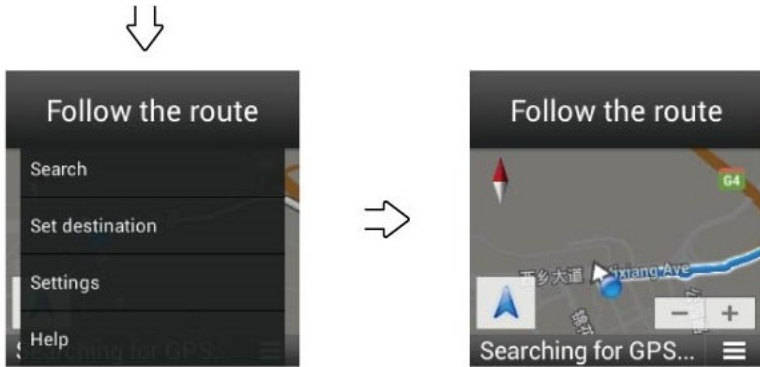 Follow the route
Search
Set destination
Settings
Help
Searching for GPS...
Follow the route
G4
西乡大道
ixiang Ave
Searching for GPS...